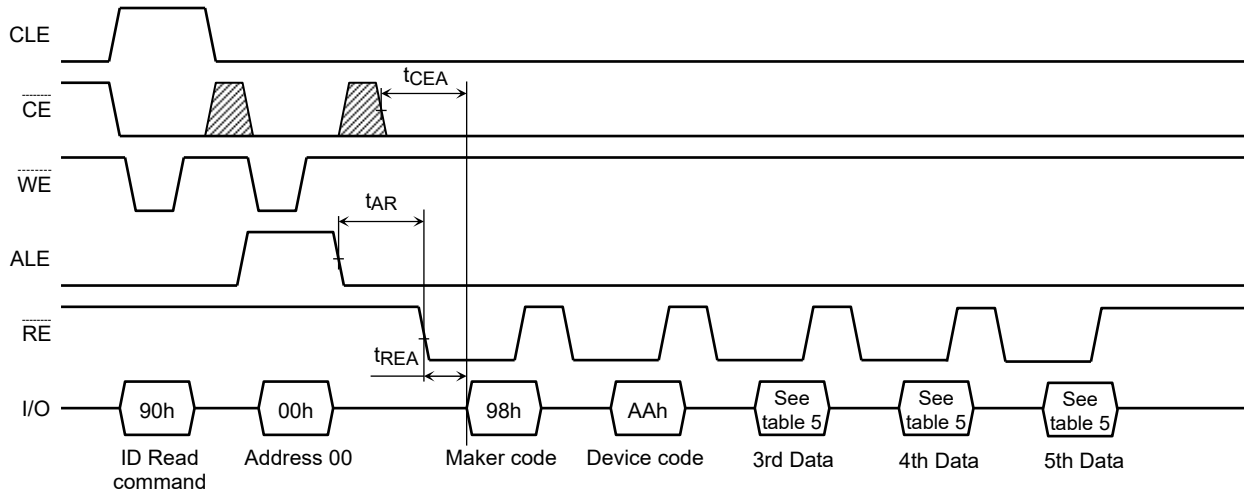 CLE
tCEA
CE
WE
tAR
ALE
RE
tREA
I/O
90h
00h
98h
AAh
See
table 5
See
table 5
See
table 5
ID Read
command
Address 00
Maker code
Device code
3rd Data
4th Data
5th Data